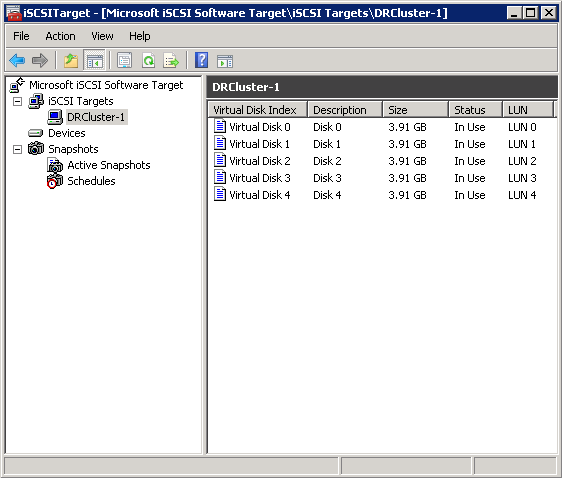 iSCSITarget - [Microsoft iSCSI Software Target\iSCSI Targets\DRCluster-1]
File Action View Help
Microsoft iSCSI Software Target
iSCSI Targets
DRCluster-1
Devices
Snapshots
Active Snapshots
Schedules
DRCluster-1
Virtual Disk Index Description Size Status LUN
Virtual Disk 0 Disk 0 3.91 GB In Use LUN 0
Virtual Disk 1 Disk 1 3.91 GB In Use LUN 1
Virtual Disk 2 Disk 2 3.91 GB In Use LUN 2
Virtual Disk 3 Disk 3 3.91 GB In Use LUN 3
Virtual Disk 4 Disk 4 3.91 GB In Use LUN 4